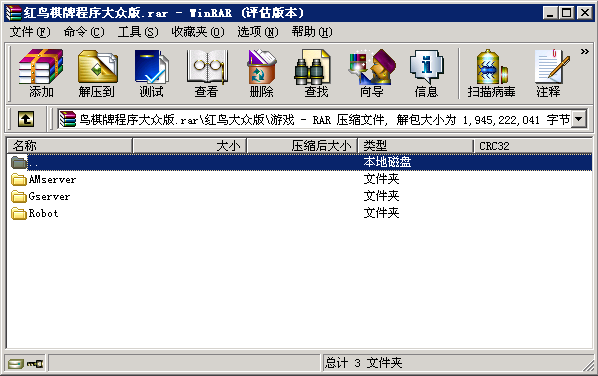 红鸟棋牌程序大众版.rar - WinRAR (评估版本)
文件(F) 命令(C) 工具(S) 收藏夹(O) 选项(N) 帮助(H)
添加 解压到 测试 查看 删除 查找 向导 信息 扫描病毒 注释 »
鸟棋牌程序大众版.rar\红鸟大众版\游戏 - RAR 压缩文件, 解包大小为 1,945,222,041 字节
名称 大小 压缩后大小 类型 CRC32
.. 本地磁盘
AMserver 文件夹
Gserver 文件夹
Robot 文件夹
总计 3 文件夹